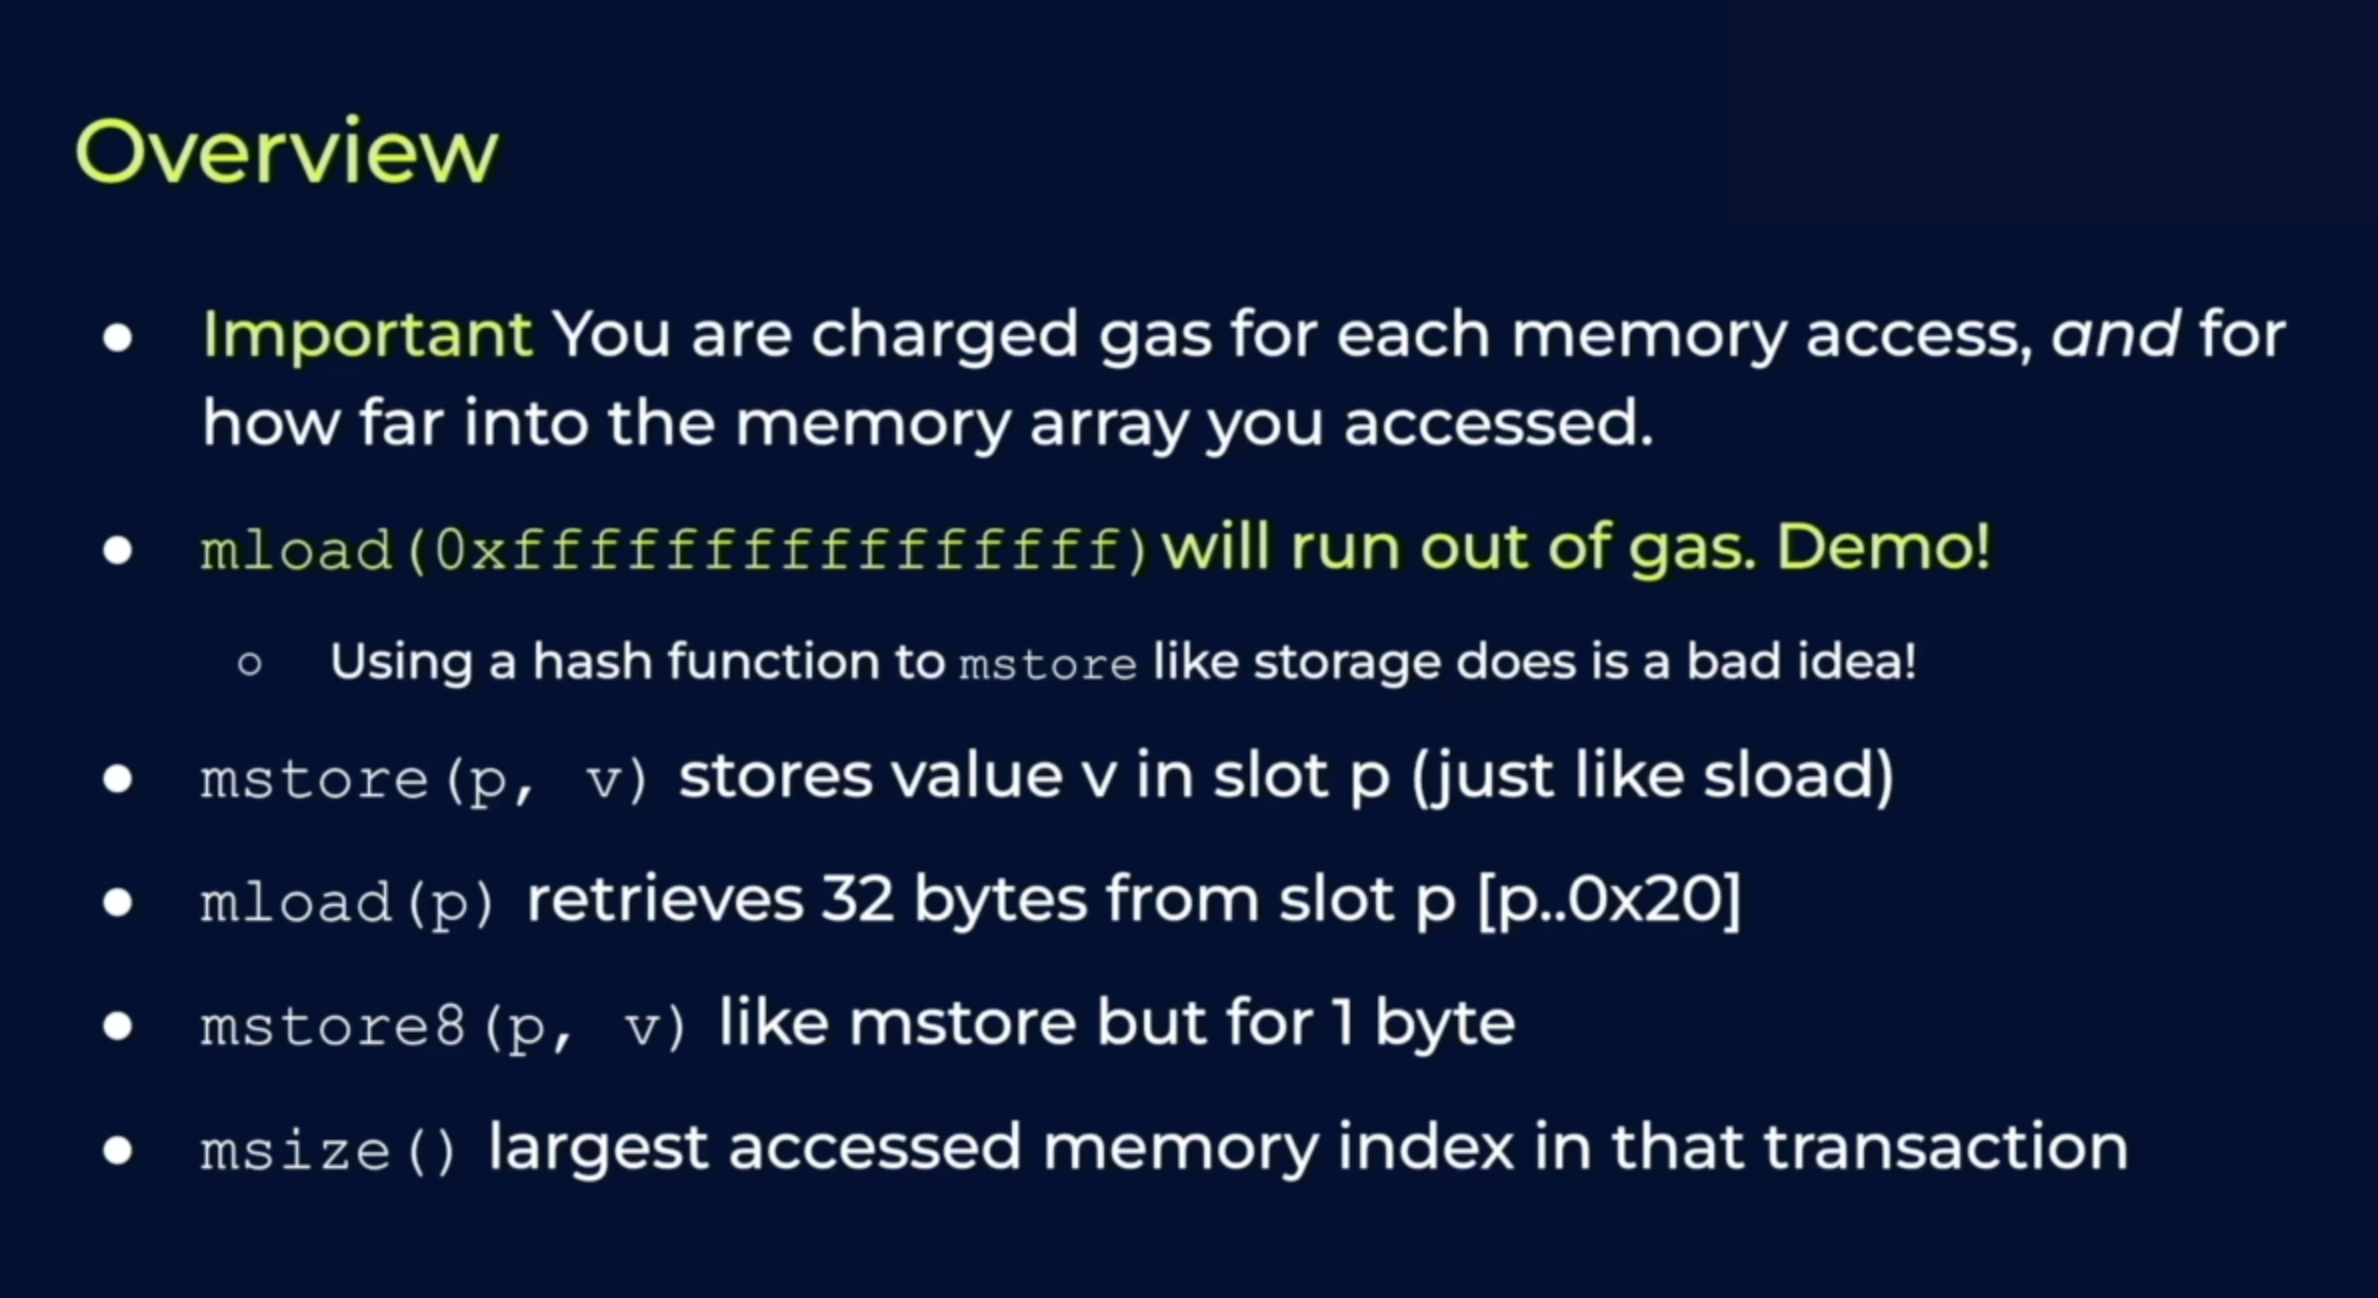 Overview
● Important You are charged gas for each memory access, and for
how far into the memory array you accessed.
● mload(0xffffffffffffffff) will run out of gas. Demo!
○ Using a hash function to mstore like storage does is a bad idea!
● mstore(p, v) stores value v in slot p (just like sload)
● mload(p) retrieves 32 bytes from slot p [p..0x20]
● mstore8(p, v) like mstore but for 1 byte
● msize() largest accessed memory index in that transaction